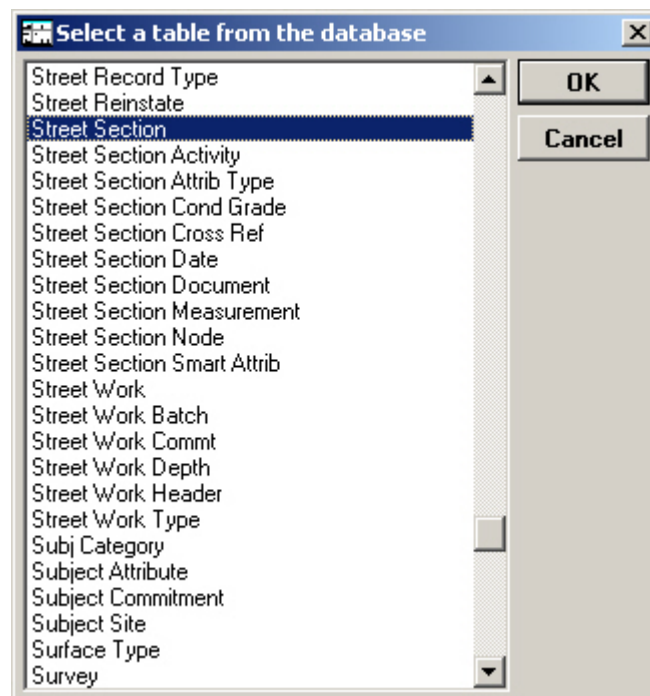 Select a table from the database
Street Record Type
Street Reinstate
Street Section
Street Section Activity
Street Section Attrib Type
Street Section Cond Grade
Street Section Cross Ref
Street Section Date
Street Section Document
Street Section Measurement
Street Section Node
Street Section Smart Attrib
Street Work
Street Work Batch
Street Work Commt
Street Work Depth
Street Work Header
Street Work Type
Subj Category
Subject Attribute
Subject Commitment
Subject Site
Surface Type
Survey
OK
Cancel